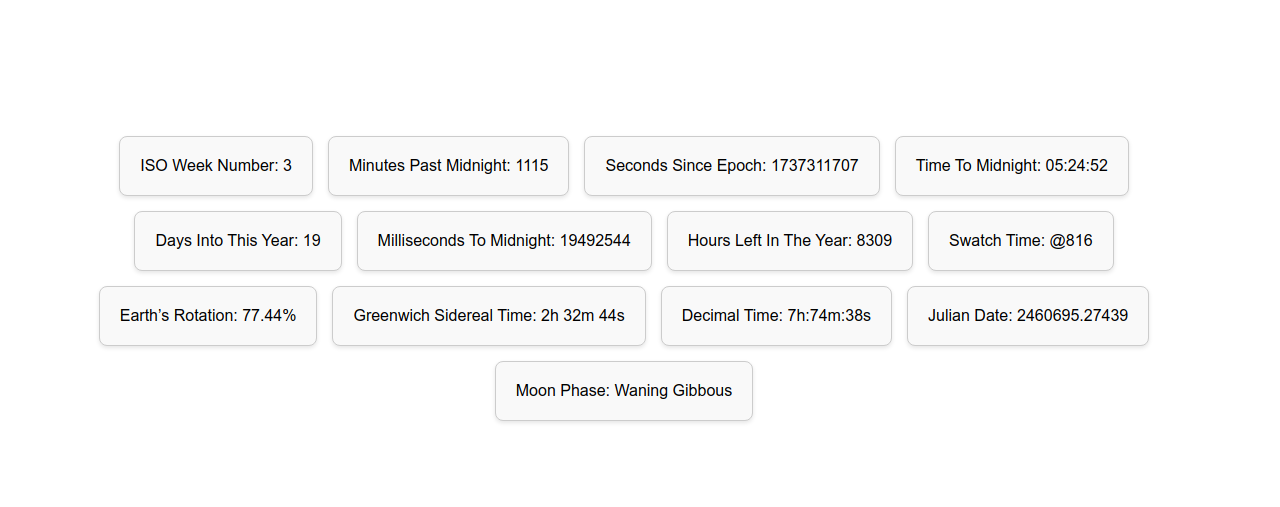 ISO Week Number: 3
Minutes Past Midnight: 1115
Seconds Since Epoch: 1737311707
Time To Midnight: 05:24:52
Days Into This Year: 19
Milliseconds To Midnight: 19492544
Hours Left In The Year: 8309
Swatch Time: @816
Earth’s Rotation: 77.44%
Greenwich Sidereal Time: 2h 32m 44s
Decimal Time: 7h:74m:38s
Julian Date: 2460695.27439
Moon Phase: Waning Gibbous